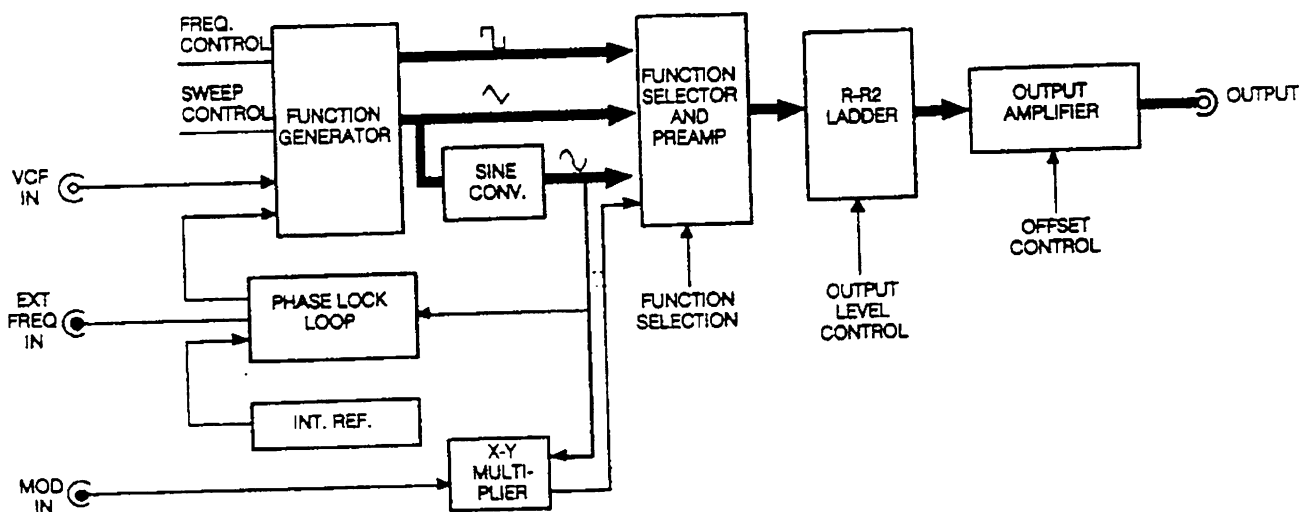 FREQ.
CONTROL
SWEEP
CONTROL
FUNCTION
GENERATOR
VCF
IN
SINE
CONV.
FUNCTION
SELECTOR
AND
PREAMP
R-R2
LADDER
OUTPUT
AMPLIFIER
OUTPUT
EXT
FREQ
IN
PHASE LOCK
LOOP
FUNCTION
SELECTION
OUTPUT
LEVEL
CONTROL
OFFSET
CONTROL
INT. REF.
MOD
IN
X-Y
MULTI-
PLIER